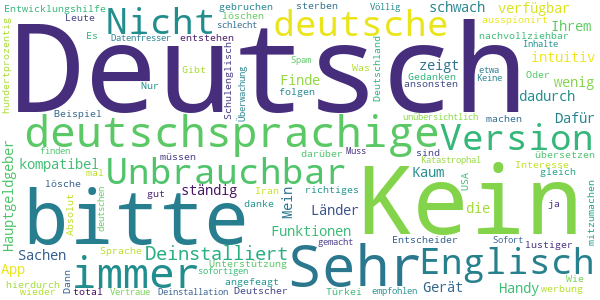 Entwicklungshilfe
gebruchen
sterben
Völlig
Leute
Nicht
Datenfresser
löschen
deutsche
schwach
verfügbar
Ihrem
ausspioniert
Es
entstehen
schlecht
nachvollziehbar
hundertprozentig
Deutsch
Gibt
Spam
Was
Deutschland
Gedanken
zeigt
etwa
Inhalte
intuitiv
Nur
Schulenglisch
Überwachung
Finde
folgen
ansonsten
Keine
Oder
wenig
Beispiel
unübersichtlich
machen
dadurch
Dafür
deutschsprachige
Version
Hauptgeldgeber
finden
müssen
darüber
Muss
sind
übersetzen
kompatibel
Unbrauchbar
Katastrophal
Interesse
mal
Iran
richtiges
Kaum
USA
gleich
lösche
deutschen
gut
ständig
Mein
Kein
bitte
danke
Länder
die
ja
mitzumachen
Absolut
Funktionen
Sachen
Sprache
Deinstalliert
Entscheider
Sofort
lustiger
gemacht
App
Dann
immer
Unterstützung
sofortigen
Sehr
Englisch
hierdurch
angefeagt
Türkei
Gerät
Handy
Wie
wieder
total
Vertraue
Deinstallation
Deutscher
empfohlen
werbung